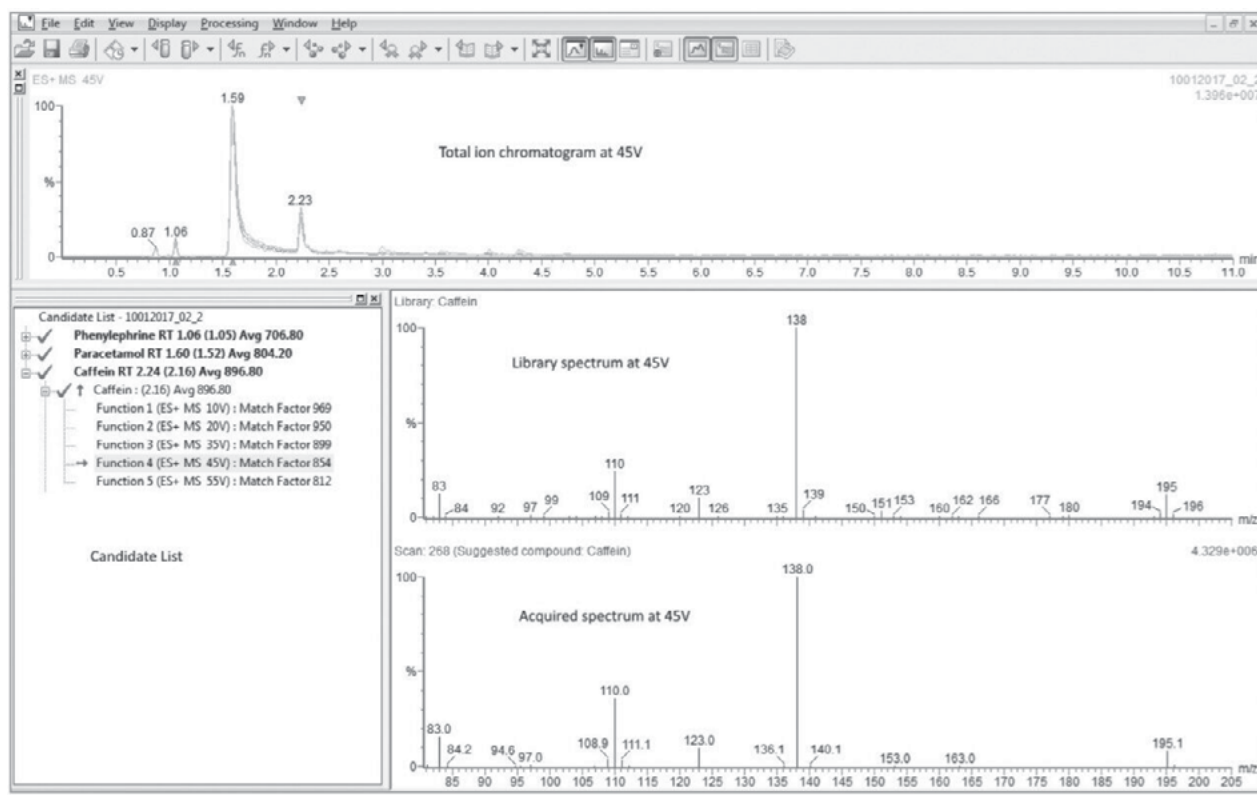 File Edit View Display Processing Window Help
ES+ MS 45V
10012017_02_2
1.396e+007
100
%
0
0.87
1.06
1.59
2.23
Total ion chromatogram at 45V
0.5 1.0 1.5 2.0 2.5 3.0 3.5 4.0 4.5 5.0 5.5 6.0 6.5 7.0 7.5 8.0 8.5 9.0 9.5 10.0 10.5 11.0 min
Candidate List - 10012017_02_2
Phenylephrine RT 1.06 (1.05) Avg 706.80
Paracetamol RT 1.60 (1.52) Avg 804.20
Caffein RT 2.24 (2.16) Avg 896.80
Caffein : (2.16) Avg 896.80
Function 1 (ES+ MS 10V) : Match Factor 969
Function 2 (ES+ MS 20V) : Match Factor 950
Function 3 (ES+ MS 35V) : Match Factor 899
Function 4 (ES+ MS 45V) : Match Factor 854
Function 5 (ES+ MS 55V) : Match Factor 812
Candidate List
Library: Caffein
Library spectrum at 45V
100
%
0
83 84 92 97 99 109 110 111 120 123 126 135 138 139 150 151 153 160 162 166 177 180 194 195 196
m/z
Scan: 268 (Suggested compound: Caffein)
4.329e+006
Acquired spectrum at 45V
100
%
0
83.0 84.2 94.6 97.0 108.9 110.0 111.1 123.0 136.1 138.0 140.1 153.0 163.0 195.1
85 90 95 100 105 110 115 120 125 130 135 140 145 150 155 160 165 170 175 180 185 190 195 200 205 m/z